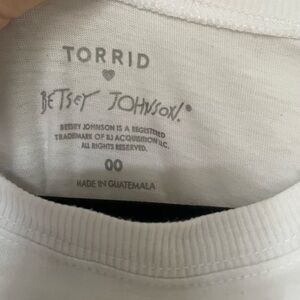 TORRID
BETSEY JOHNSON.®
BETSEY JOHNSON IS A REGISTERED
TRADEMARK OF BJ ACQUISITION LLC.
ALL RIGHTS RESERVED.
00
MADE IN GUATEMALA